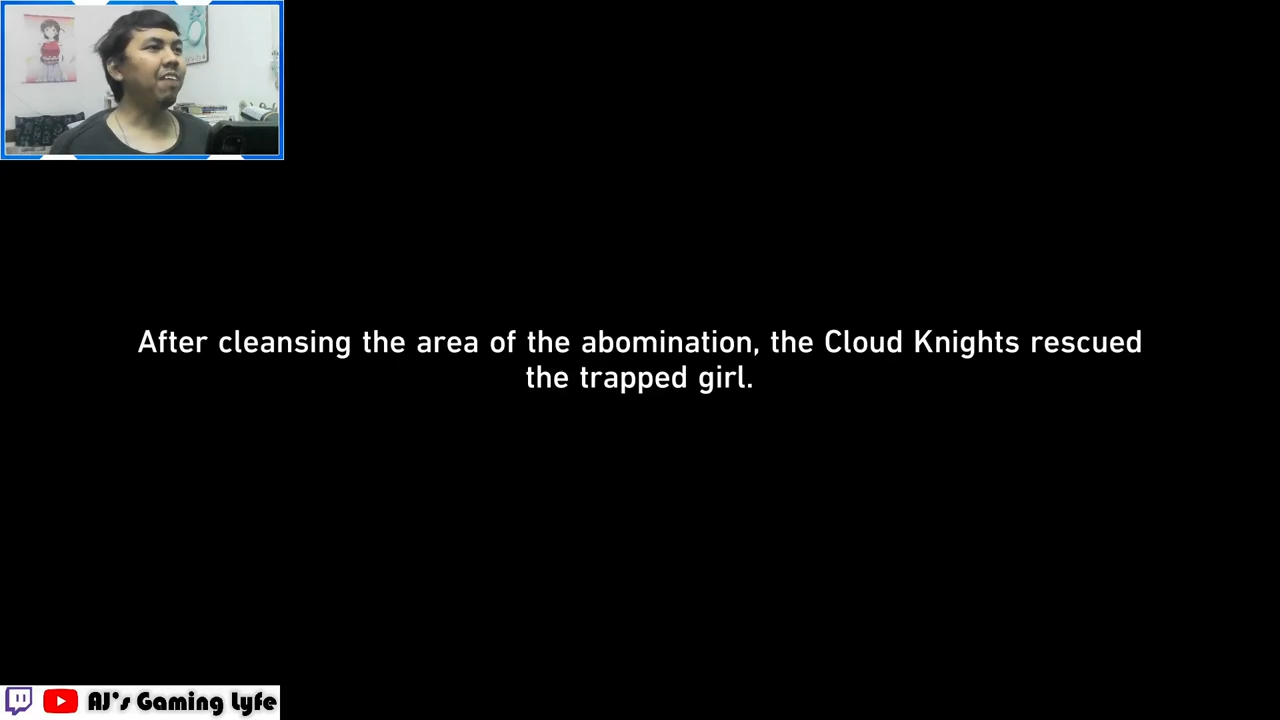 After cleansing the area of the abomination, the Cloud Knights rescued
the trapped girl.
AJ's Gaming Lyfe